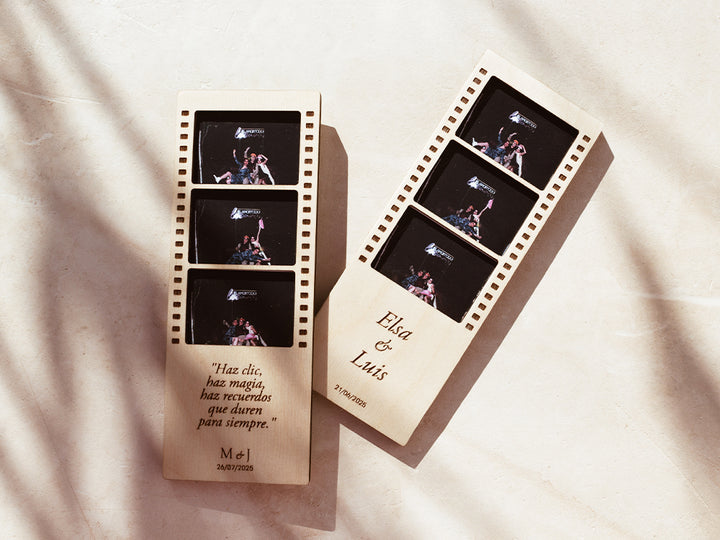 "Haz clic,
haz magia,
haz recuerdos
que duren
para siempre."
M & J
26/07/2025
Elsa
&
Luis
21/06/2025